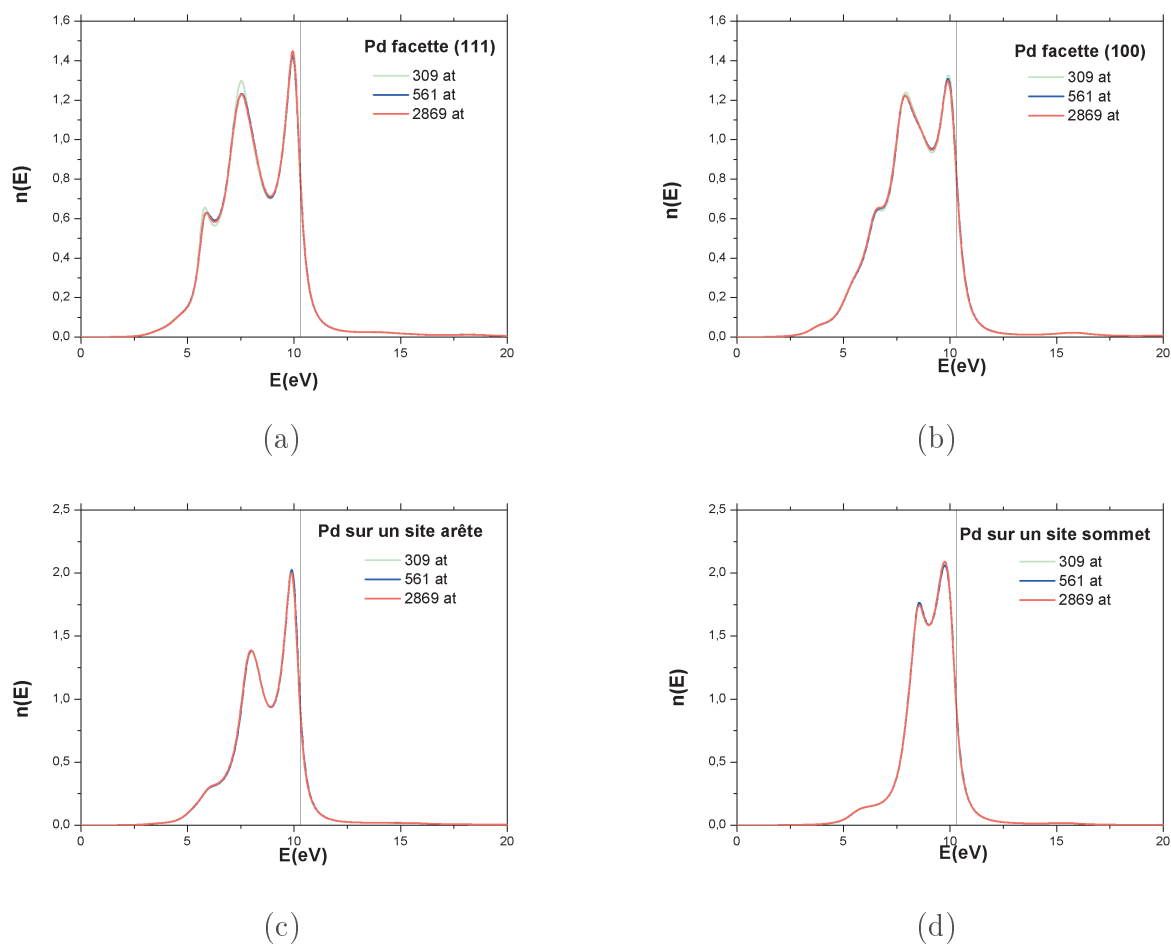 1,6
1,4
1,2
1,0
0,8
0,6
0,4
0,2
0,0
n(E)
0 5 10 15 20
E(eV)
Pd facette (111)
309 at
561 at
2869 at
(a)
1,6
1,4
1,2
1,0
0,8
0,6
0,4
0,2
0,0
n(E)
0 5 10 15 20
E(eV)
Pd facette (100)
309 at
561 at
2869 at
(b)
2,5
2,0
1,5
1,0
0,5
0,0
n(E)
0 5 10 15 20
E(eV)
Pd sur un site arête
309 at
561 at
2869 at
(c)
2,5
2,0
1,5
1,0
0,5
0,0
n(E)
0 5 10 15 20
E(eV)
Pd sur un site sommet
309 at
561 at
2869 at
(d)